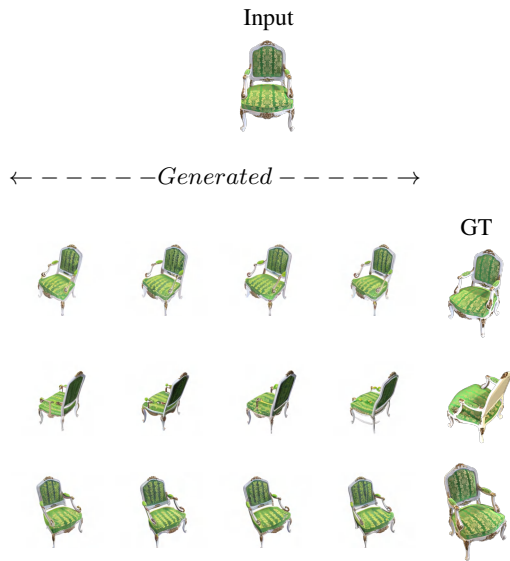 Input
← − − − − − −Generated − − − − −− →
GT